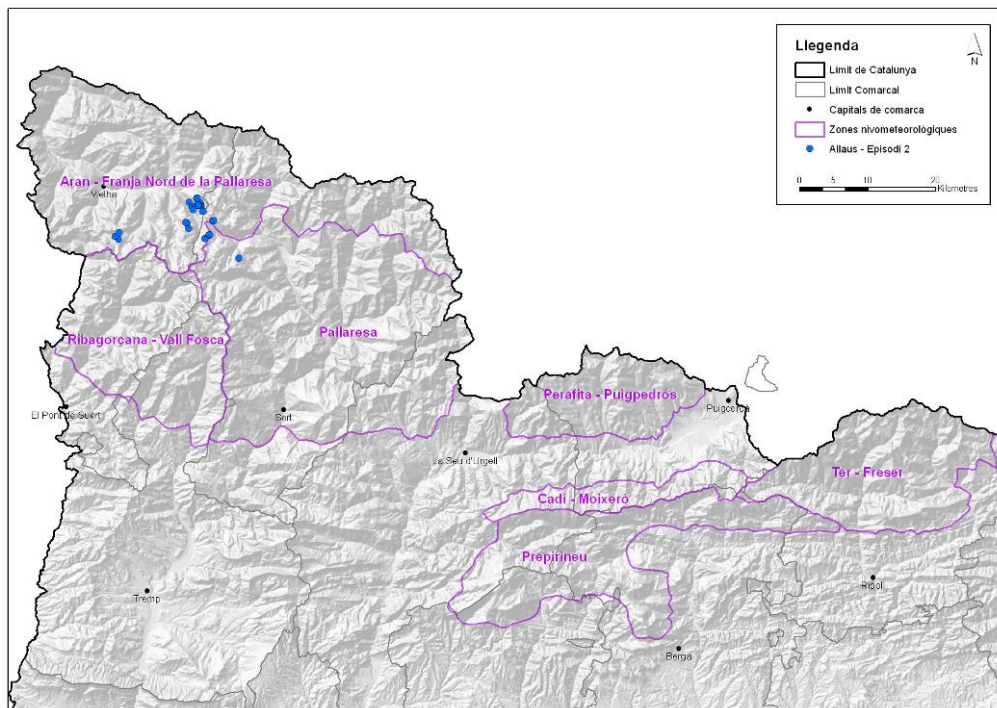 Llegenda
N
Límit de Catalunya
Límit Comarcal
Capitals de comarca
Zones nivometeorològiques
Allaus - Episodi 2
0 5 10 20
Kilometres
Aran - Franja Nord de la Pallaresa
Vielha
Ribagorçana - Vall Fosca
Pallaresa
El Pont de Suert
Sort
Perafita - Puigpedrós
Puigcerdà
La Seu d'Urgell
Ter - Freser
Cadí - Moixeró
Prepirineu
Tremp
Ripoll
Berga